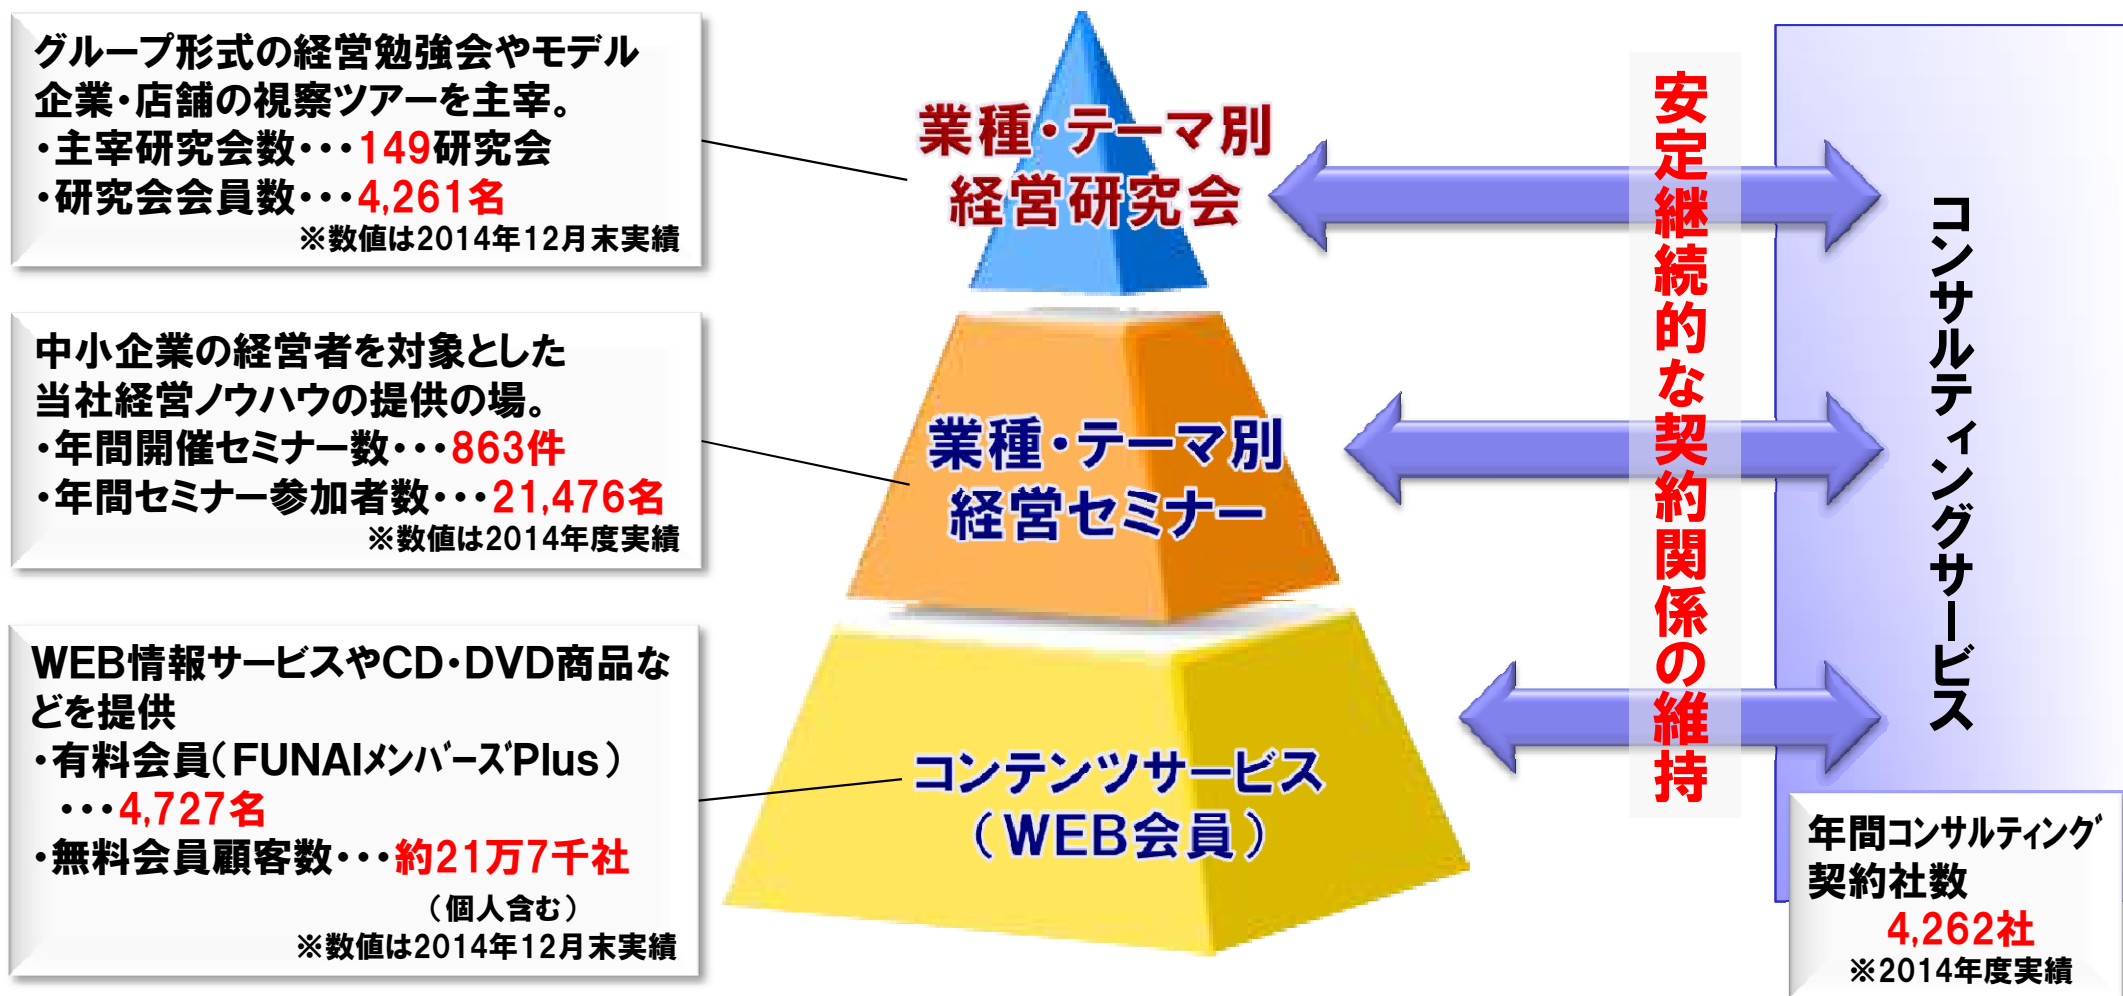 グループ形式の経営勉強会やモデル
企業・店舗の視察ツアーを主宰。
・主宰研究会数・・・149研究会
・研究会会員数・・・4,261名
※数値は2014年12月末実績
中小企業の経営者を対象とした
当社経営ノウハウの提供の場。
・年間開催セミナー数・・・863件
・年間セミナー参加者数・・・21,476名
※数値は2014年度実績
WEB情報サービスやCD・DVD商品な
どを提供
・有料会員(FUNAIﾒﾝﾊﾞｰｽﾞPlus)
・・・4,727名
・無料会員顧客数・・・約21万7千社
(個人含む)
※数値は2014年12月末実績
業種・テーマ別
経営研究会
業種・テーマ別
経営セミナー
コンテンツサービス
(WEB会員)
安定継続的な契約関係の維持
コンサルティングサービス
年間ｺﾝｻﾙﾃｨﾝｸﾞ
契約社数
4,262社
※2014年度実績